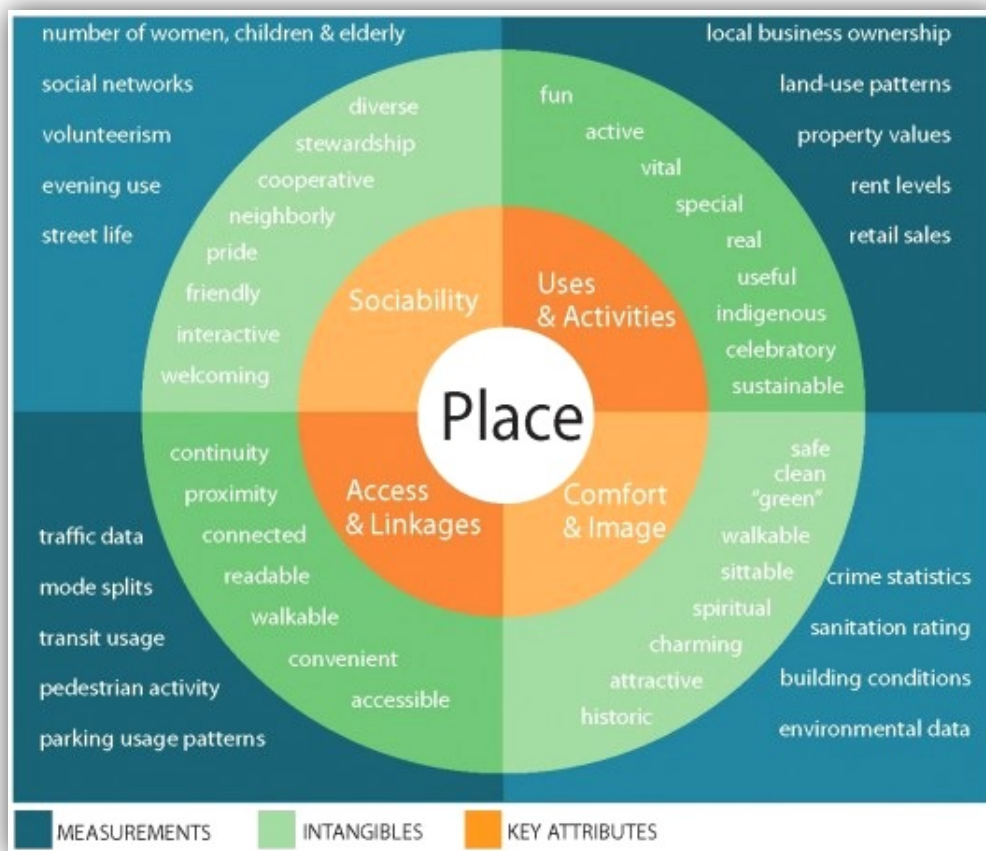 number of women, children & elderly
social networks
volunteerism
evening use
street life
diverse
stewardship
cooperative
neighborly
pride
friendly
interactive
welcoming
Sociability
local business ownership
land-use patterns
property values
rent levels
retail sales
fun
active
vital
special
real
useful
indigenous
celebratory
sustainable
Uses
& Activities
Place
continuity
proximity
connected
readable
walkable
convenient
accessible
Access
& Linkages
traffic data
mode splits
transit usage
pedestrian activity
parking usage patterns
Comfort
& Image
safe
clean
"green"
walkable
sittable
spiritual
charming
attractive
historic
crime statistics
sanitation rating
building conditions
environmental data
MEASUREMENTS
INTANGIBLES
KEY ATTRIBUTES